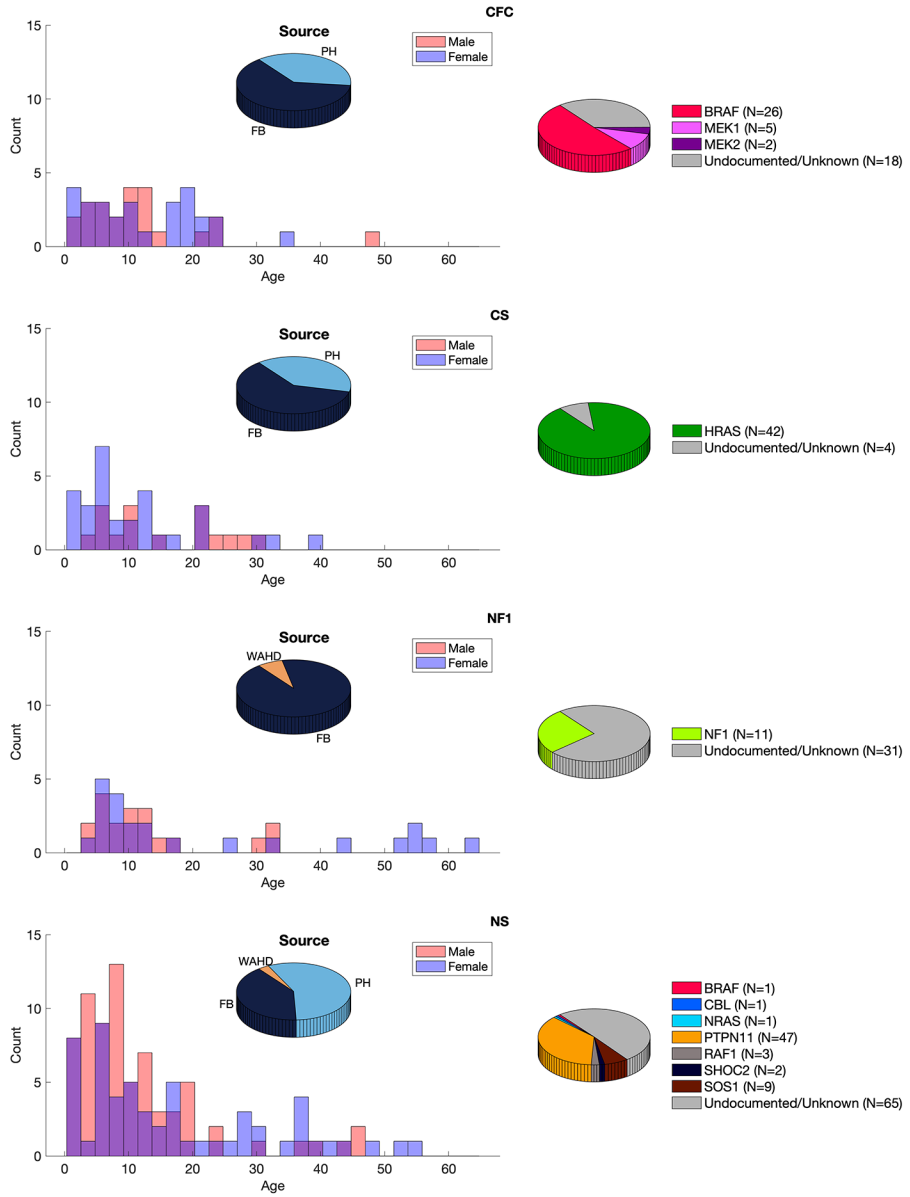 CFC
15
10
5
0
Count
Source
PH
FB
Male
Female
0 10 20 30 40 50 60
Age
BRAF (N=26)
MEK1 (N=5)
MEK2 (N=2)
Undocumented/Unknown (N=18)
CS
15
10
5
0
Count
Source
PH
FB
Male
Female
0 10 20 30 40 50 60
Age
HRAS (N=42)
Undocumented/Unknown (N=4)
NF1
15
10
5
0
Count
Source
WAHD
FB
Male
Female
0 10 20 30 40 50 60
Age
NF1 (N=11)
Undocumented/Unknown (N=31)
NS
15
10
5
0
Count
Source
WAHD
PH
FB
Male
Female
0 10 20 30 40 50 60
Age
BRAF (N=1)
CBL (N=1)
NRAS (N=1)
PTPN11 (N=47)
RAF1 (N=3)
SHOC2 (N=2)
SOS1 (N=9)
Undocumented/Unknown (N=65)